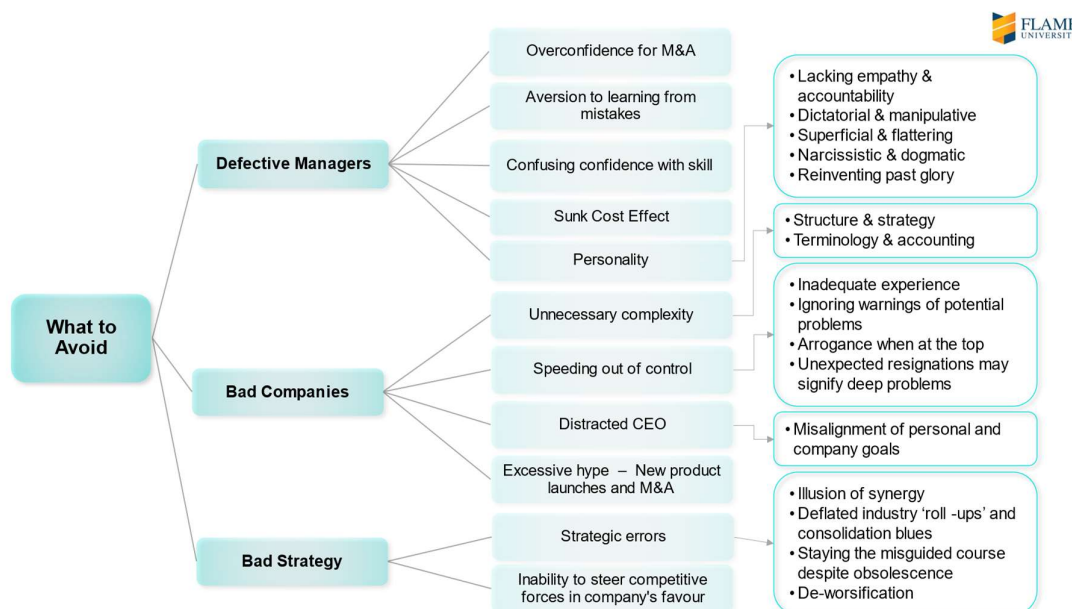 FLAME
UNIVERSITY
What to
Avoid
Defective Managers
Overconfidence for M&A
Aversion to learning from
mistakes
Confusing confidence with skill
Sunk Cost Effect
Personality
• Lacking empathy &
accountability
• Dictatorial & manipulative
• Superficial & flattering
• Narcissistic & dogmatic
• Reinventing past glory
Bad Companies
Unnecessary complexity
• Structure & strategy
• Terminology & accounting
Speeding out of control
• Inadequate experience
• Ignoring warnings of potential
problems
• Arrogance when at the top
• Unexpected resignations may
signify deep problems
Distracted CEO
• Misalignment of personal and
company goals
Excessive hype – New product
launches and M&A
Bad Strategy
Strategic errors
• Illusion of synergy
• Deflated industry ‘roll -ups’ and
consolidation blues
• Staying the misguided course
despite obsolescence
• De-worsification
Inability to steer competitive
forces in company's favour